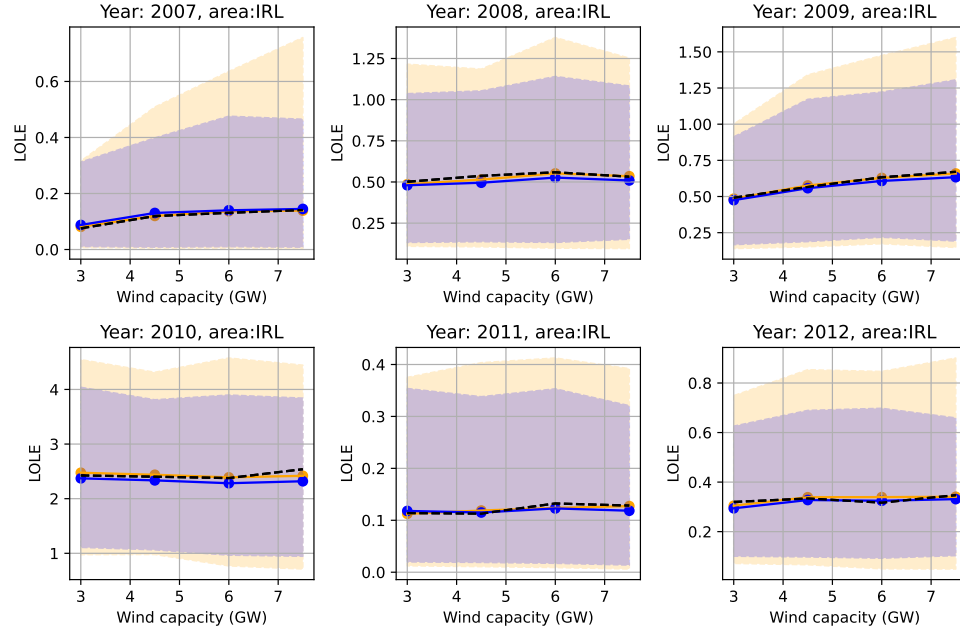 Year: 2007, area:IRL
Year: 2008, area:IRL
Year: 2009, area:IRL
LOLE
0.6
0.4
0.2
0.0
3 4 5 6 7
Wind capacity (GW)
LOLE
1.25
1.00
0.75
0.50
0.25
3 4 5 6 7
Wind capacity (GW)
LOLE
1.50
1.25
1.00
0.75
0.50
0.25
3 4 5 6 7
Wind capacity (GW)
Year: 2010, area:IRL
Year: 2011, area:IRL
Year: 2012, area:IRL
LOLE
4
3
2
1
3 4 5 6 7
Wind capacity (GW)
LOLE
0.4
0.3
0.2
0.1
0.0
3 4 5 6 7
Wind capacity (GW)
LOLE
0.8
0.6
0.4
0.2
3 4 5 6 7
Wind capacity (GW)